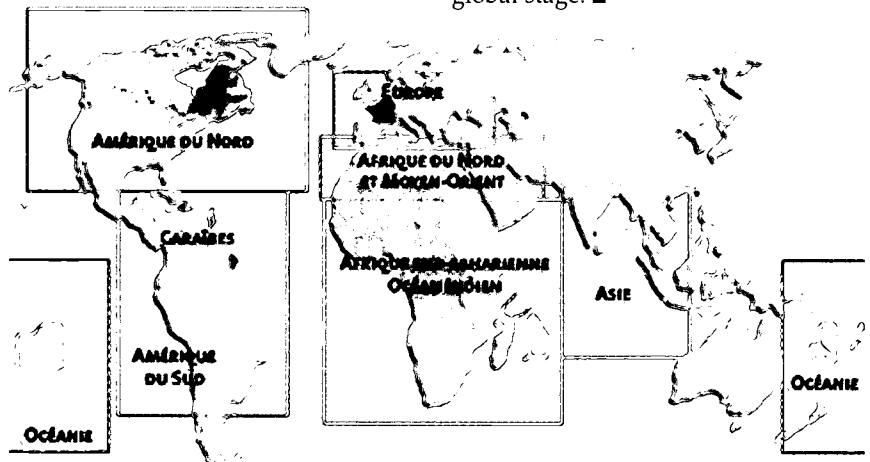 global stage.
EUROPE
AMÉRIQUE DU NORD
AFRIQUE DU NORD
ET MOYEN-ORIENT
CARAÏBES
AFRIQUE SUB-SAHARIENNE
OCÉAN INDIEN
ASIE
AMÉRIQUE
DU SUD
OCÉANIE
OCÉANIE